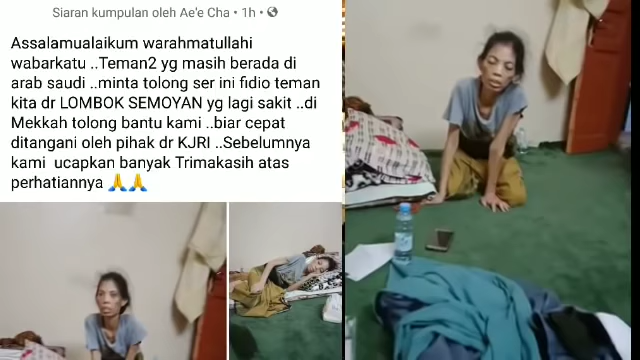 Siaran kumpulan oleh Ae'e Cha • 1h •
Assalamualaikum warahmatullahi
wabarkatu ..Teman2 yg masih berada di
arab saudi ..minta tolong ser ini fidio teman
kita dr LOMBOK SEMOYAN yg lagi sakit ..di
Mekkah tolong bantu kami ..biar cepat
ditangani oleh pihak dr KJRI ..Sebelumnya
kami ucapkan banyak Trimakasih atas
perhatiannya 🙏🙏